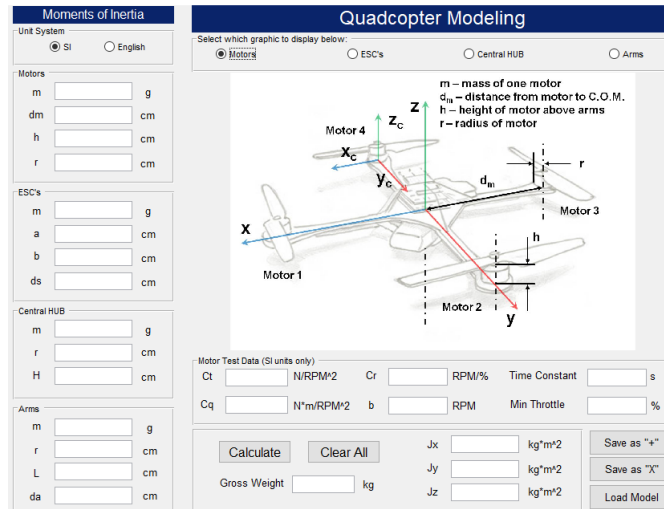 Moments of Inertia
Unit System
SI English
Motors
m g
dm cm
h cm
r cm
ESC's
m g
a cm
b cm
ds cm
Central HUB
m g
r cm
H cm
Arms
m g
r cm
L cm
da cm
Quadcopter Modeling
Select which graphic to display below:
Motors ESC's Central HUB Arms
m – mass of one motor
dm – distance from motor to C.O.M.
h – height of motor above arms
r – radius of motor
z
zc
Motor 4
xc
yc
dm
r
Motor 3
x
h
Motor 1
Motor 2
y
Motor Test Data (SI units only)
Ct N/RPM^2 Cr RPM/% Time Constant s
Cq N*m/RPM^2 b RPM Min Throttle %
Calculate Clear All
Gross Weight kg
Jx kg*m^2
Jy kg*m^2
Jz kg*m^2
Save as "+"
Save as "X"
Load Model